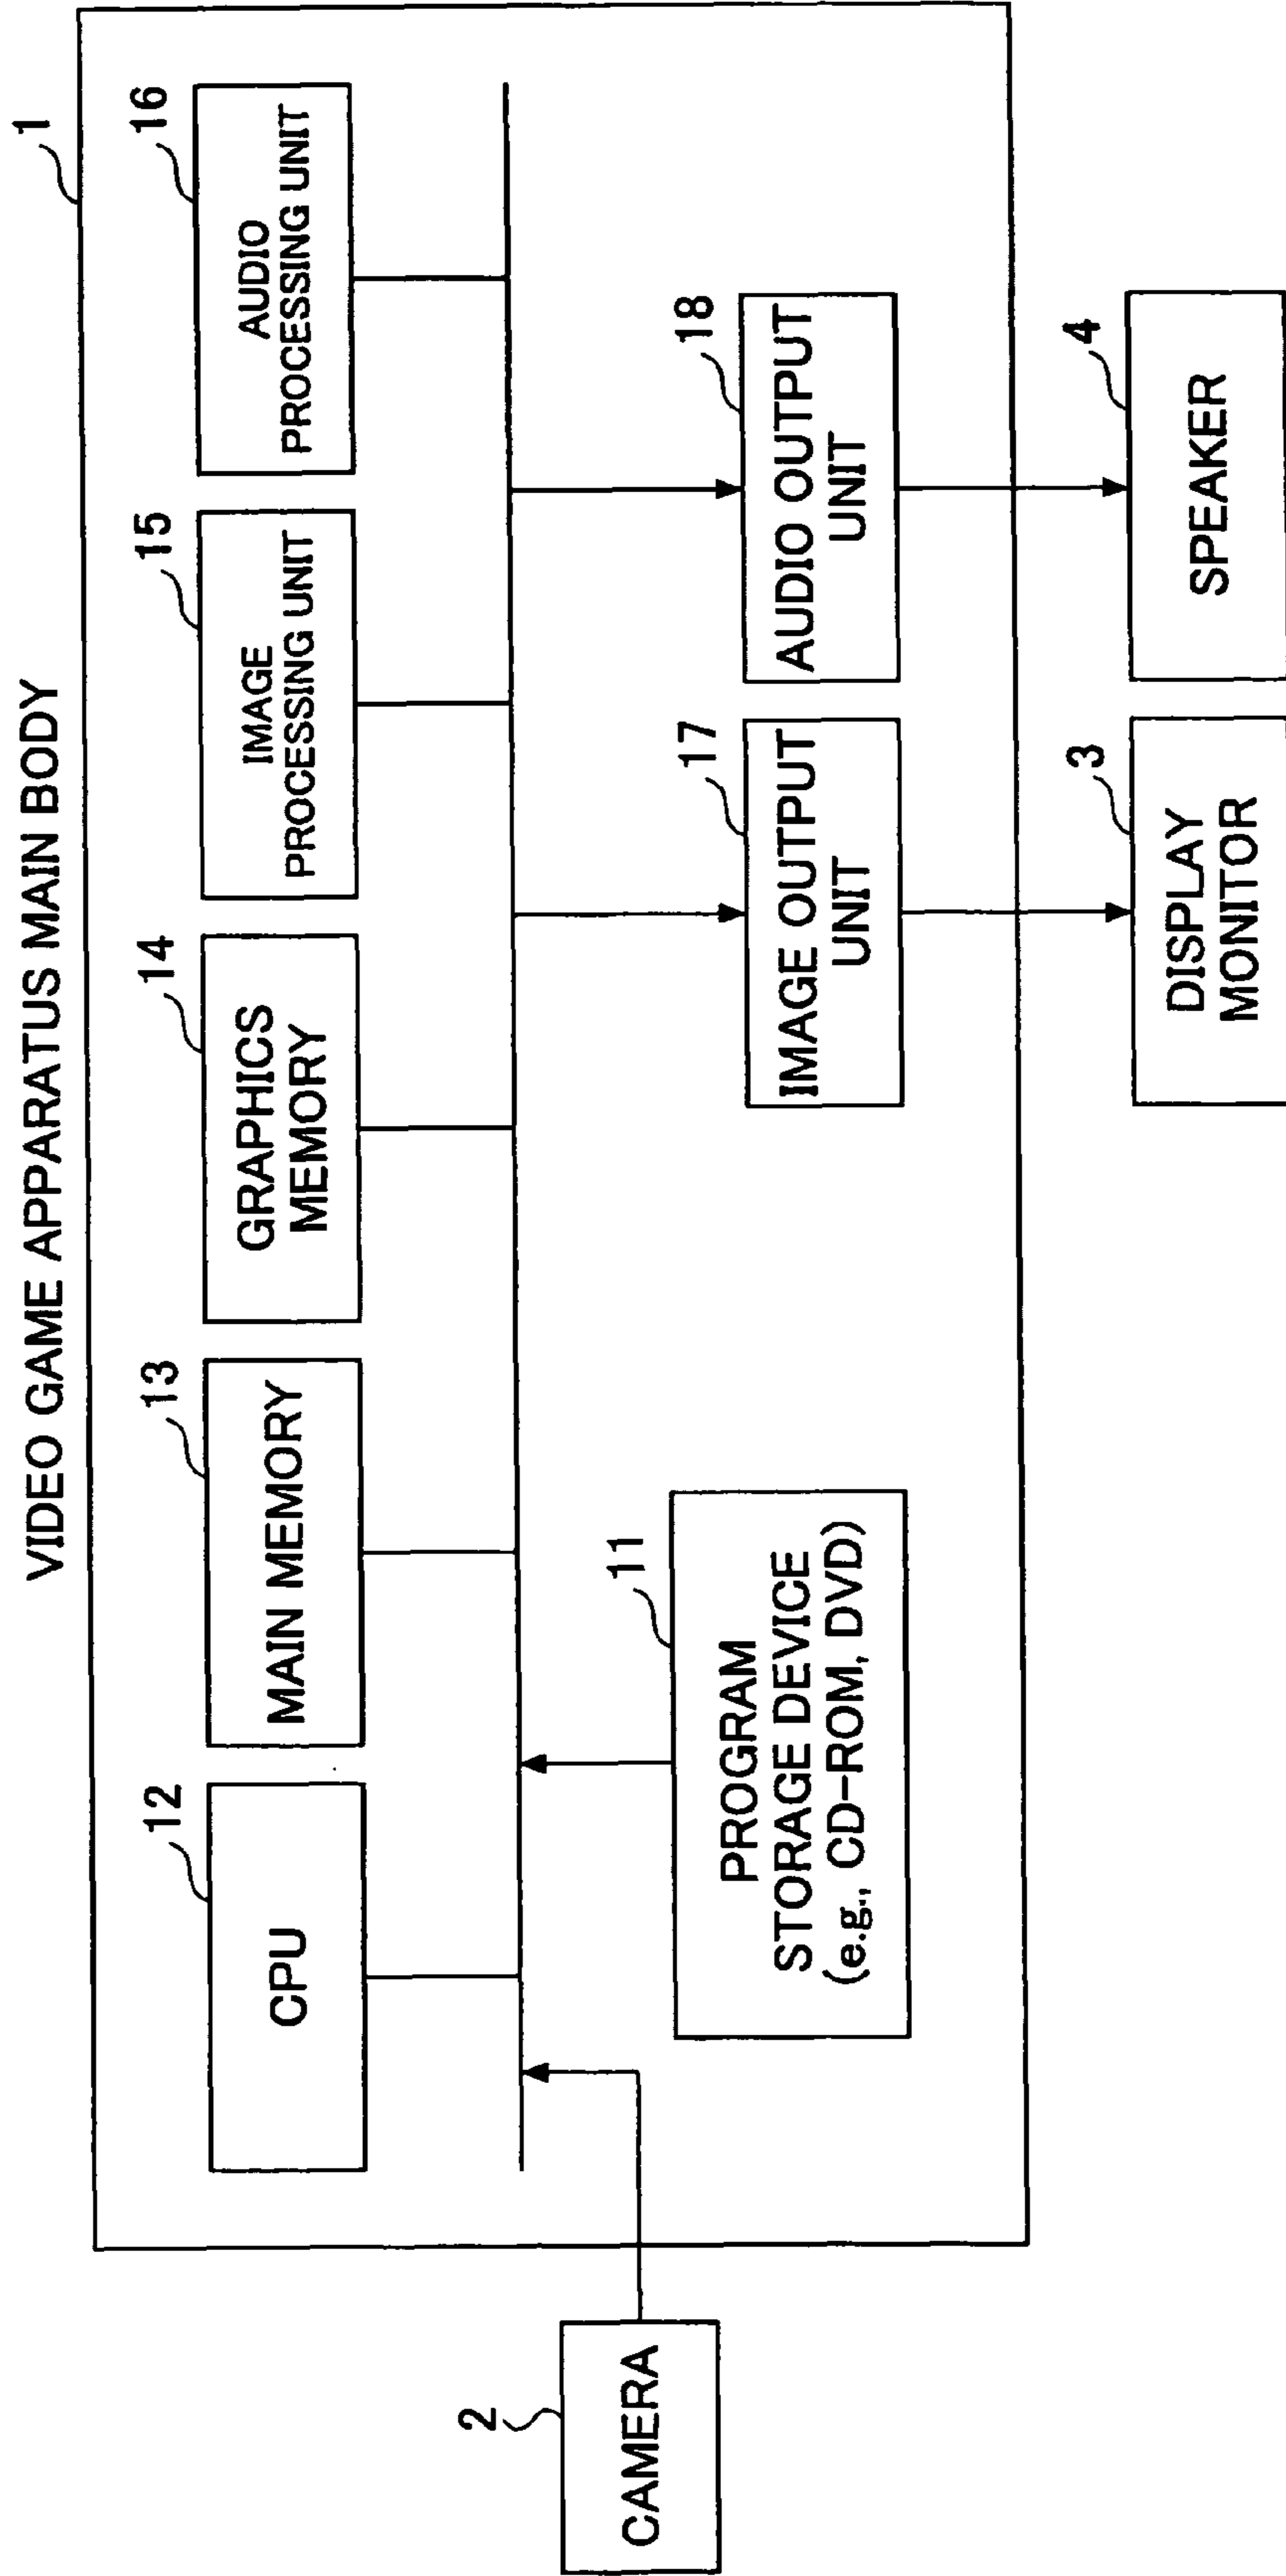 VIDEO GAME APPARATUS MAIN BODY
1
12
CPU
13
MAIN MEMORY
14
GRAPHICS
MEMORY
15
IMAGE
PROCESSING UNIT
16
AUDIO
PROCESSING UNIT
2
CAMERA
11
PROGRAM
STORAGE DEVICE
(e.g., CD-ROM, DVD)
17
IMAGE OUTPUT
UNIT
18
AUDIO OUTPUT
UNIT
3
DISPLAY
MONITOR
4
SPEAKER